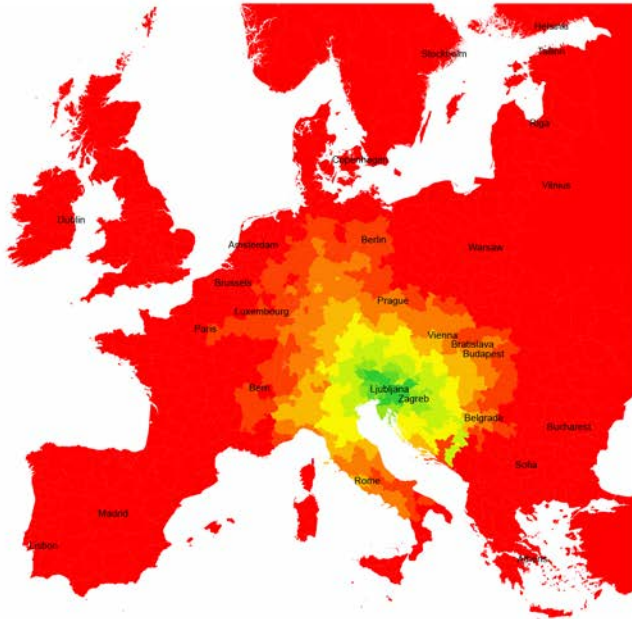 Helsinki
Tallinn
Stockholm
Riga
Copenhagen
Vilnius
Dublin
Berlin
Amsterdam
Warsaw
Brussels
Prague
Luxembourg
Paris
Vienna
Bratislava
Budapest
Bern
Ljubljana
Zagreb
Belgrade
Bucharest
Sofia
Rome
Madrid
Lisbon
Athens